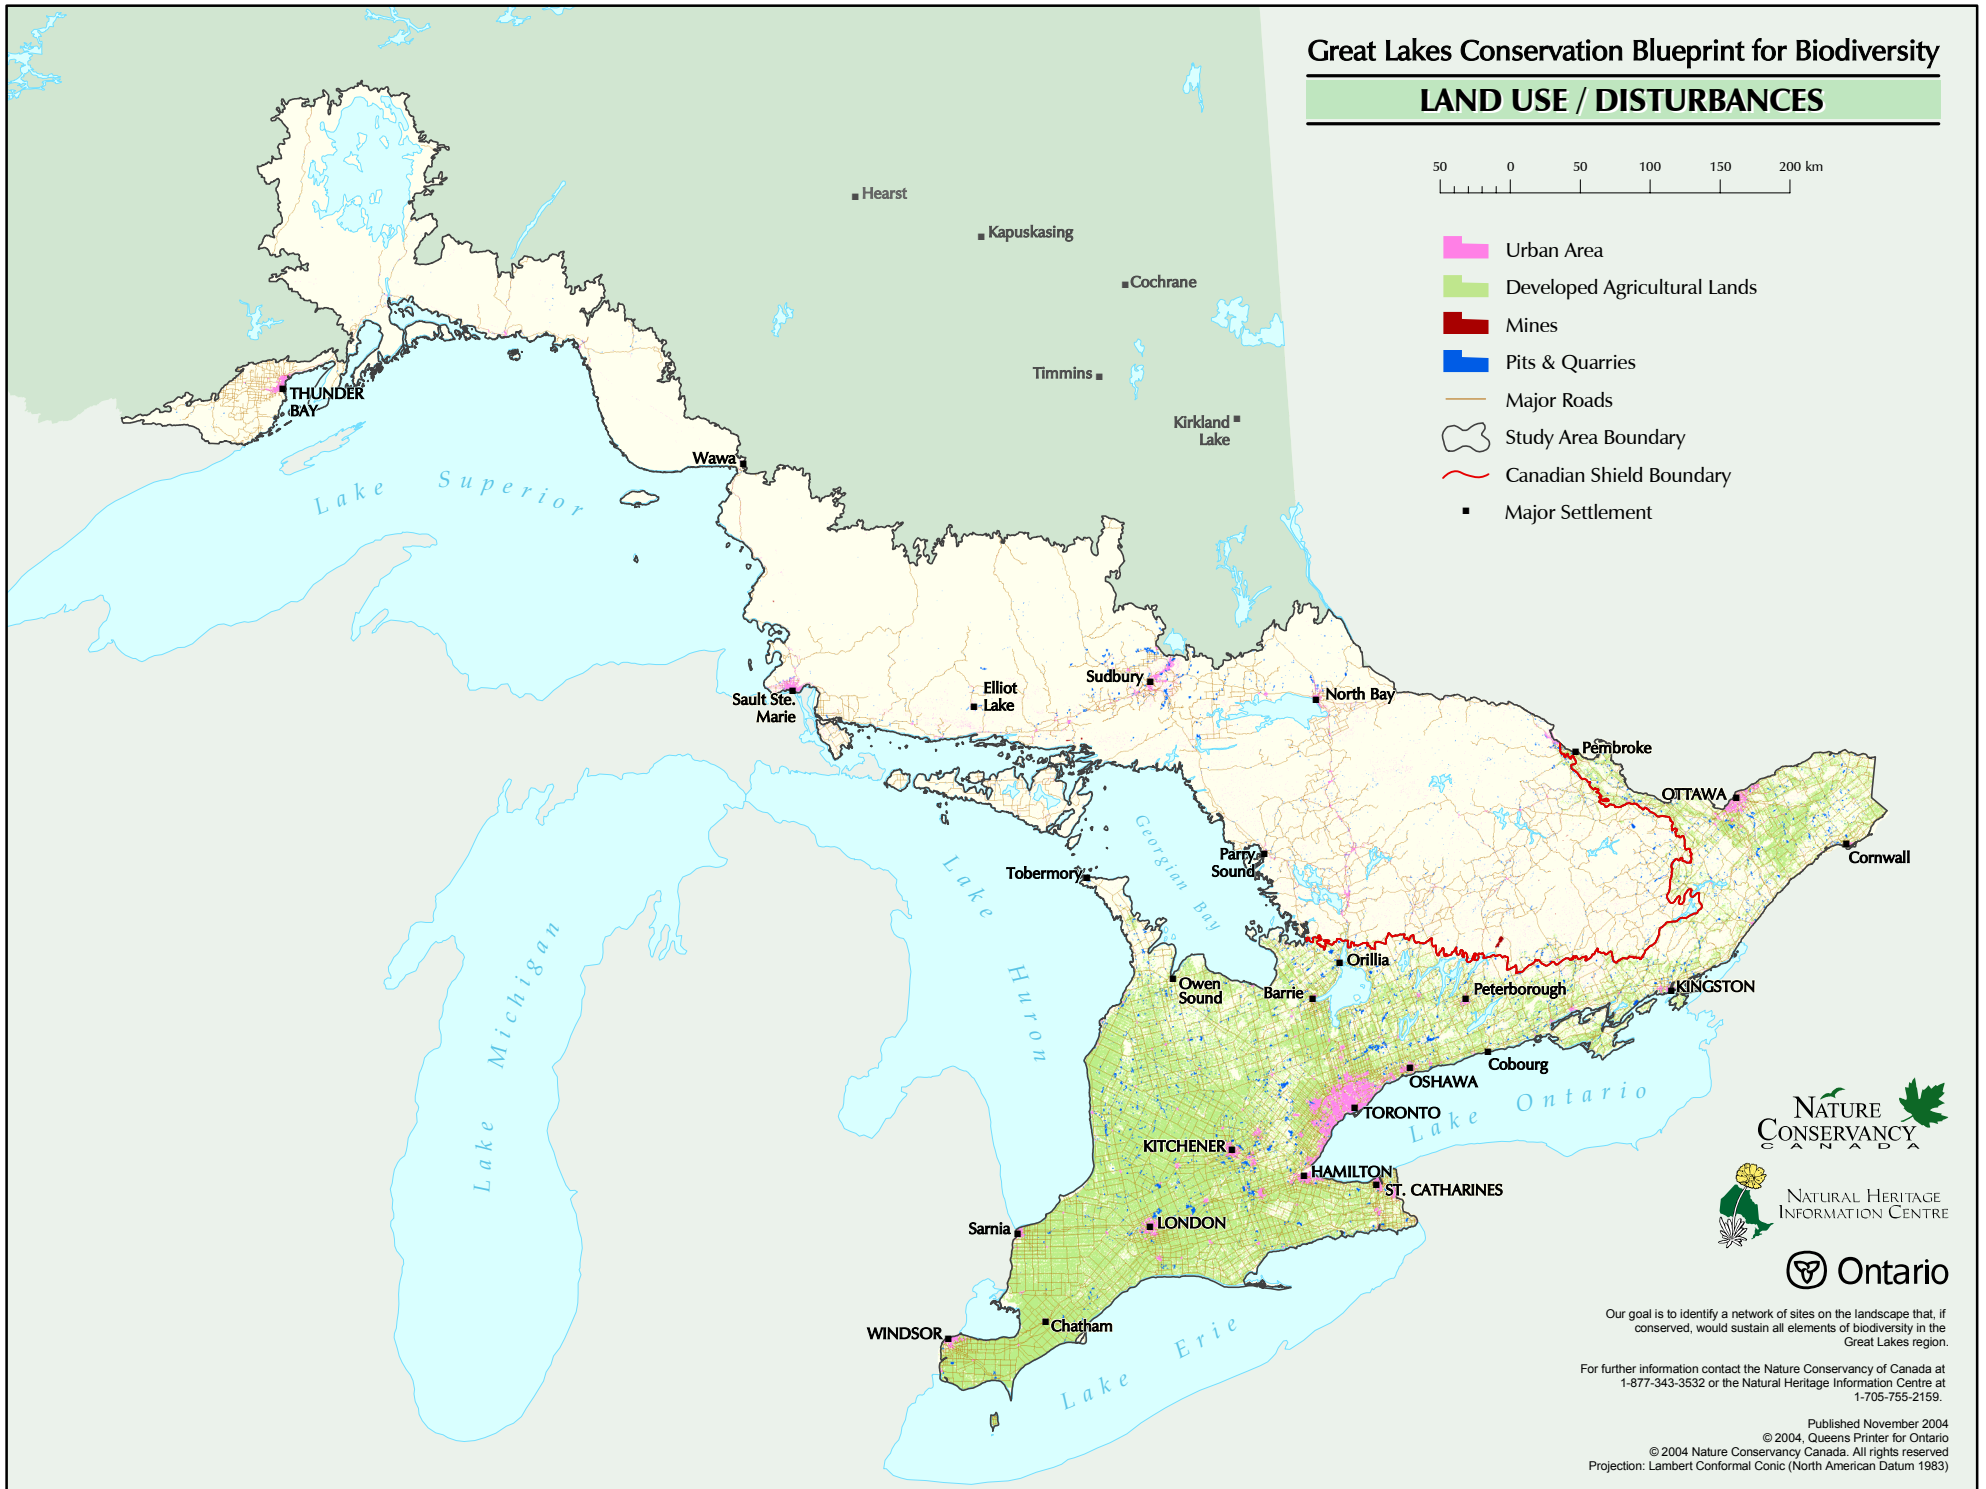 Great Lakes Conservation Blueprint for Biodiversity
LAND USE / DISTURBANCES
50 0 50 100 150 200 km
Urban Area
Developed Agricultural Lands
Mines
Pits & Quarries
Major Roads
Study Area Boundary
Canadian Shield Boundary
Major Settlement
Hearst
Kapuskasing
Cochrane
Timmins
Kirkland
Lake
THUNDER
BAY
Wawa
Lake Superior
Sault Ste.
Marie
Elliot
Lake
Sudbury
North Bay
Pembroke
OTTAWA
Cornwall
Parry
Sound
Georgian Bay
Tobermory
Lake Huron
Lake Michigan
Owen
Sound
Barrie
Orillia
Peterborough
KINGSTON
Cobourg
OSHAWA
TORONTO
Lake Ontario
KITCHENER
HAMILTON
ST. CATHARINES
LONDON
Sarnia
Chatham
WINDSOR
Lake Erie
NATURE
CONSERVANCY
CANADA
NATURAL HERITAGE
INFORMATION CENTRE
Ontario
Our goal is to identify a network of sites on the landscape that, if
conserved, would sustain all elements of biodiversity in the
Great Lakes region.
For further information contact the Nature Conservancy of Canada at
1-877-343-3532 or the Natural Heritage Information Centre at
1-705-755-2159.
Published November 2004
© 2004, Queens Printer for Ontario
© 2004 Nature Conservancy Canada. All rights reserved
Projection: Lambert Conformal Conic (North American Datum 1983)